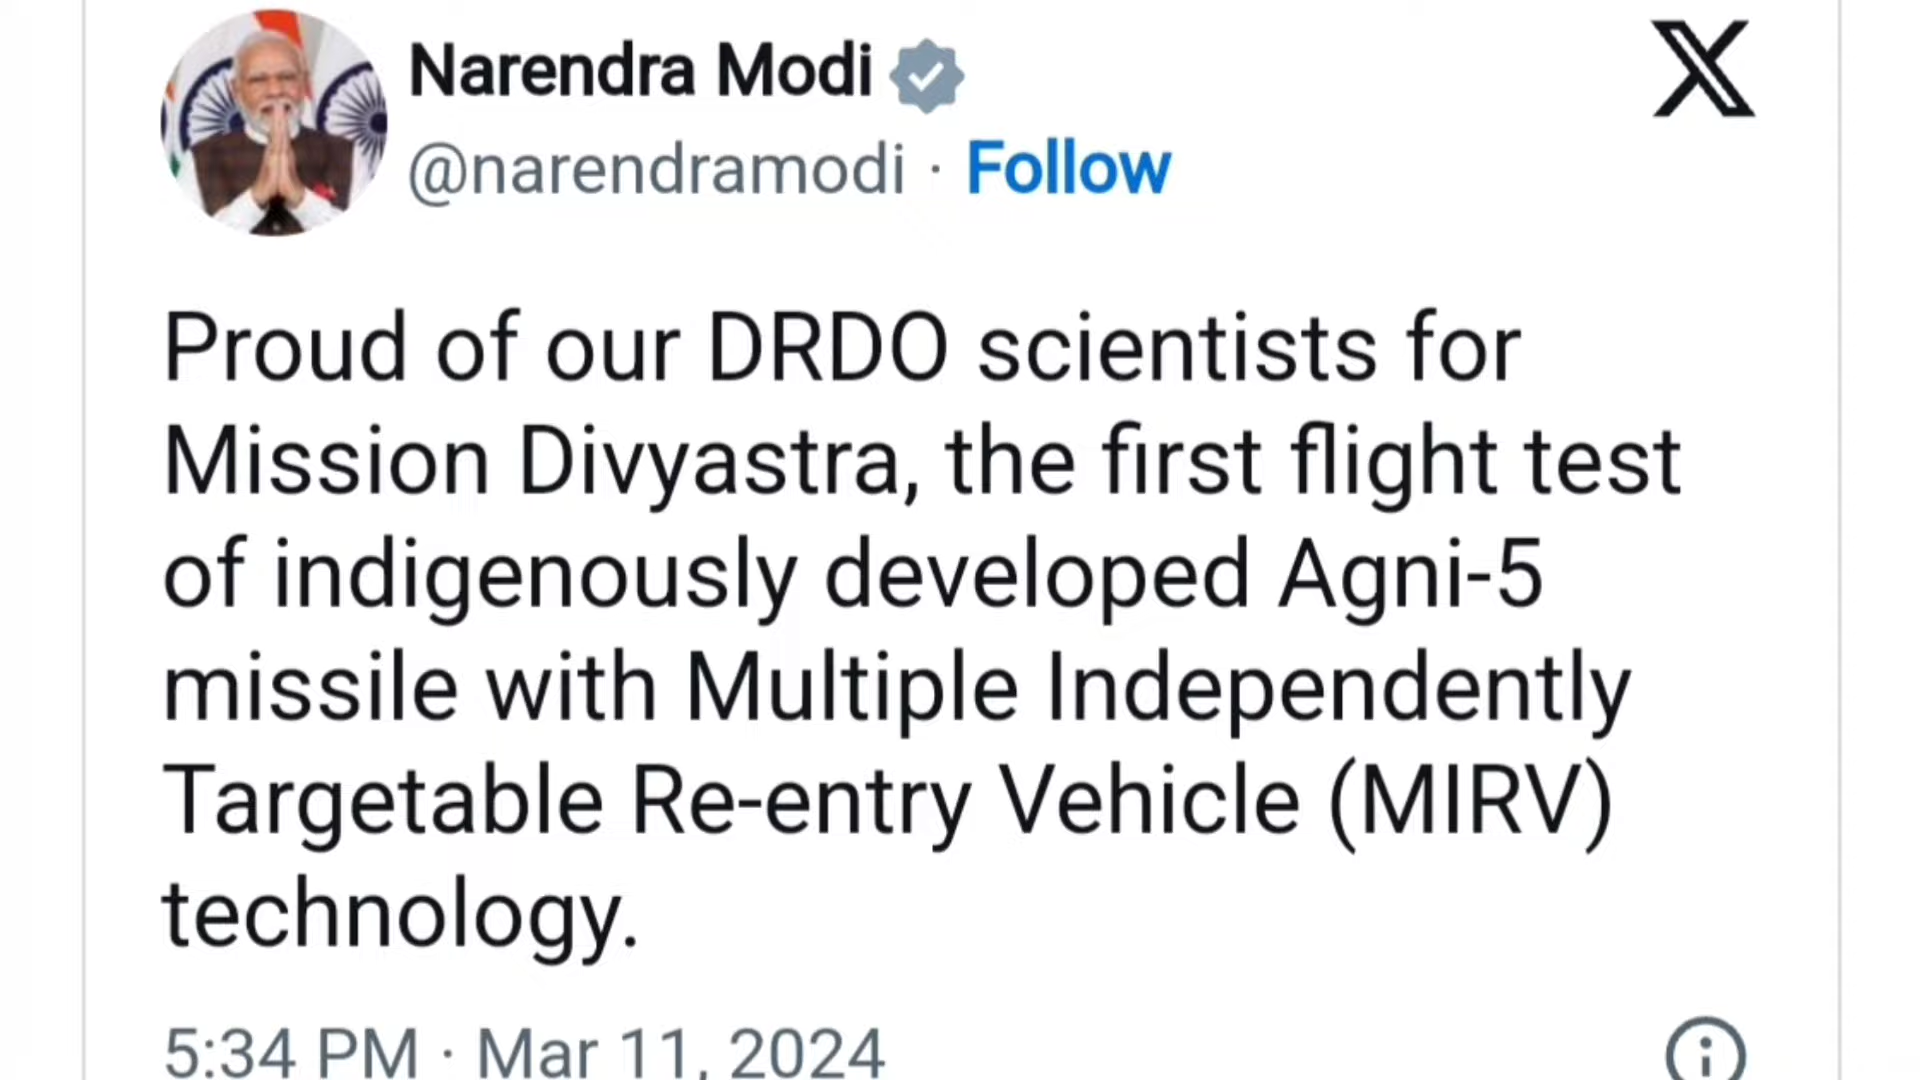 Narendra Modi
@narendramodi · Follow
Proud of our DRDO scientists for
Mission Divyastra, the first flight test
of indigenously developed Agni-5
missile with Multiple Independently
Targetable Re-entry Vehicle (MIRV)
technology.
5:34 PM · Mar 11, 2024